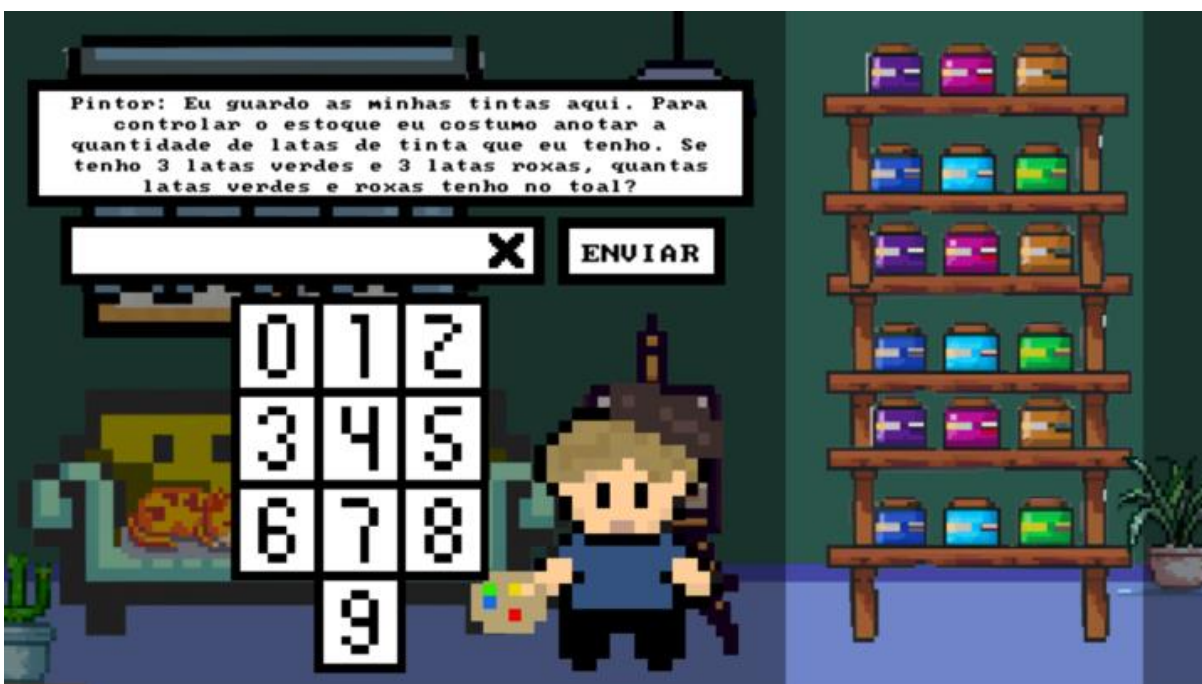 Pintor: Eu guardo as minhas tintas aqui. Para
controlar o estoque eu costumo anotar a
quantidade de latas de tinta que eu tenho. Se
tenho 3 latas verdes e 3 latas roxas, quantas
latas verdes e roxas tenho no toal?
X ENVIAR
0 1 2
3 4 5
6 7 8
9